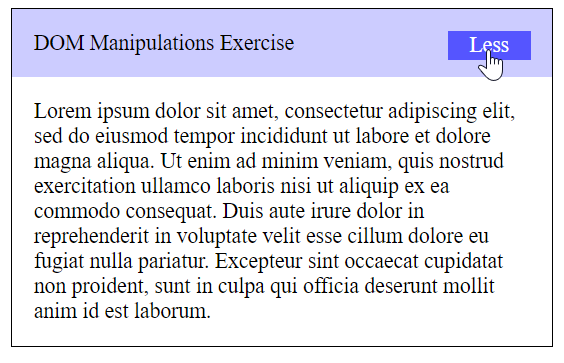 DOM Manipulations Exercise
Less
Lorem ipsum dolor sit amet, consectetur adipiscing elit,
sed do eiusmod tempor incididunt ut labore et dolore
magna aliqua. Ut enim ad minim veniam, quis nostrud
exercitation ullamco laboris nisi ut aliquip ex ea
commodo consequat. Duis aute irure dolor in
reprehenderit in voluptate velit esse cillum dolore eu
fugiat nulla pariatur. Excepteur sint occaecat cupidatat
non proident, sunt in culpa qui officia deserunt mollit
anim id est laborum.